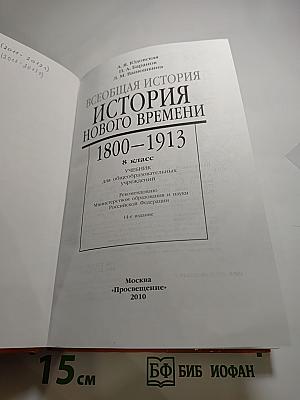 А. Я. Юдовская
П. А. Баранов
Л. М. Ванюшкина
ВСЕОБЩАЯ ИСТОРИЯ
ИСТОРИЯ
НОВОГО ВРЕМЕНИ
1800—1913
8 класс
УЧЕБНИК
для общеобразовательных
учреждений
Рекомендовано
Министерством образования и науки
Российской Федерации
14-е издание
Москва
«Просвещение»
2010
15 см
БФ БИБ ИОФАН